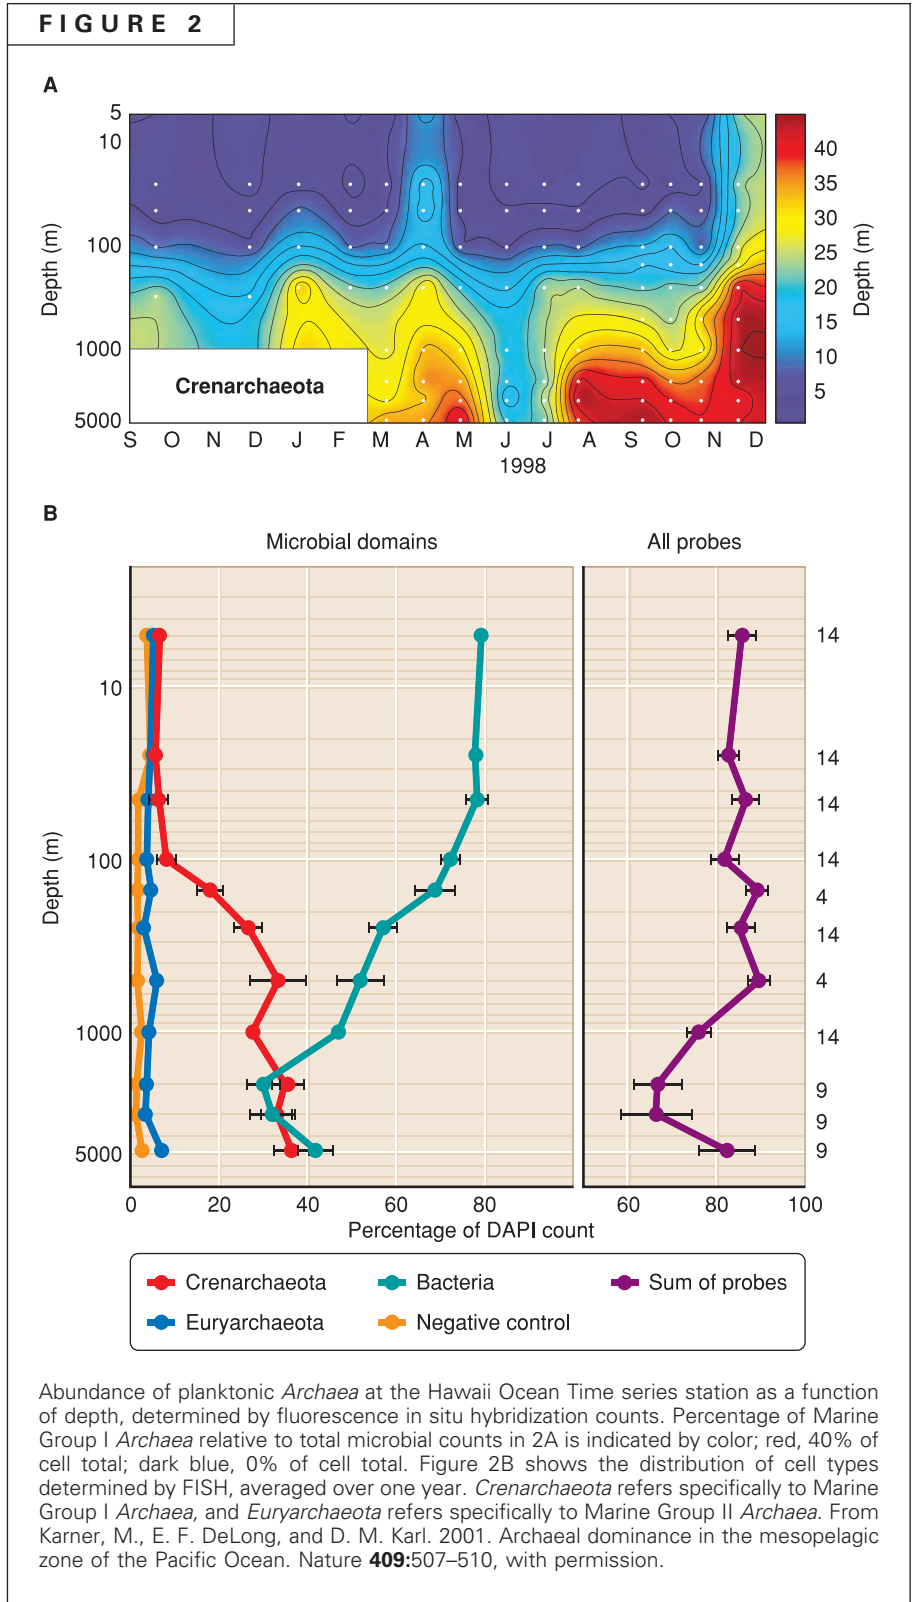 FIGURE 2
A
5
10
100
1000
5000
Depth (m)
Crenarchaeota
S O N D J F M A M J J A S O N D
1998
40
35
30
25
20
15
10
5
Depth (m)
B
Microbial domains
All probes
10
100
1000
5000
Depth (m)
14
14
14
14
4
14
4
14
9
9
9
0 20 40 60 80 60 80 100
Percentage of DAPI count
Crenarchaeota Bacteria Sum of probes
Euryarchaeota Negative control
Abundance of planktonic Archaea at the Hawaii Ocean Time series station as a function
of depth, determined by fluorescence in situ hybridization counts. Percentage of Marine
Group I Archaea relative to total microbial counts in 2A is indicated by color; red, 40% of
cell total; dark blue, 0% of cell total. Figure 2B shows the distribution of cell types
determined by FISH, averaged over one year. Crenarchaeota refers specifically to Marine
Group I Archaea, and Euryarchaeota refers specifically to Marine Group II Archaea. From
Karner, M., E. F. DeLong, and D. M. Karl. 2001. Archaeal dominance in the mesopelagic
zone of the Pacific Ocean. Nature 409:507–510, with permission.